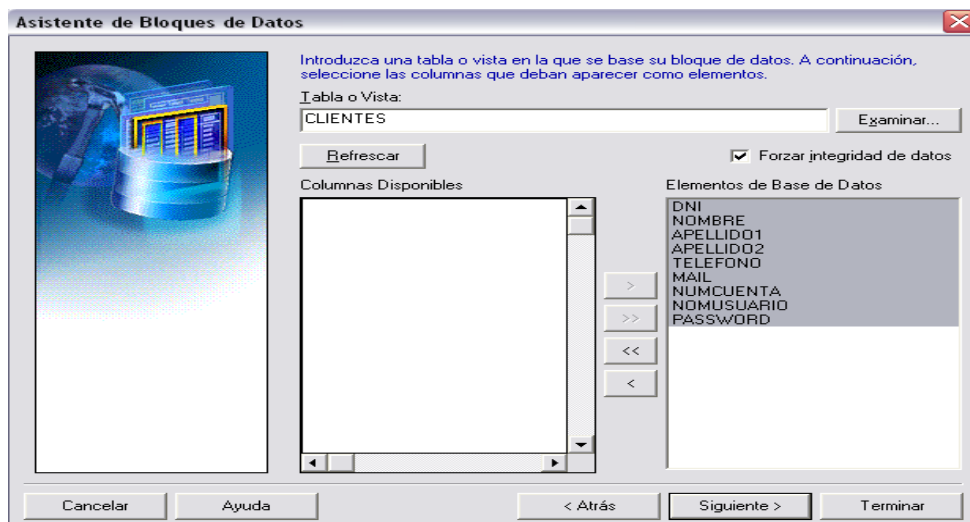 Asistente de Bloques de Datos
Introduzca una tabla o vista en la que se base su bloque de datos. A continuación,
seleccione las columnas que deban aparecer como elementos.
Tabla o Vista:
CLIENTES
Examinar...
Refrescar
Forzar integridad de datos
Columnas Disponibles
Elementos de Base de Datos
DNI
NOMBRE
APELLIDO1
APELLIDO2
TELEFONO
MAIL
NUMCUENTA
NOMUSUARIO
PASSWORD
>
>>
<<
<
Cancelar
Ayuda
< Atrás
Siguiente >
Terminar